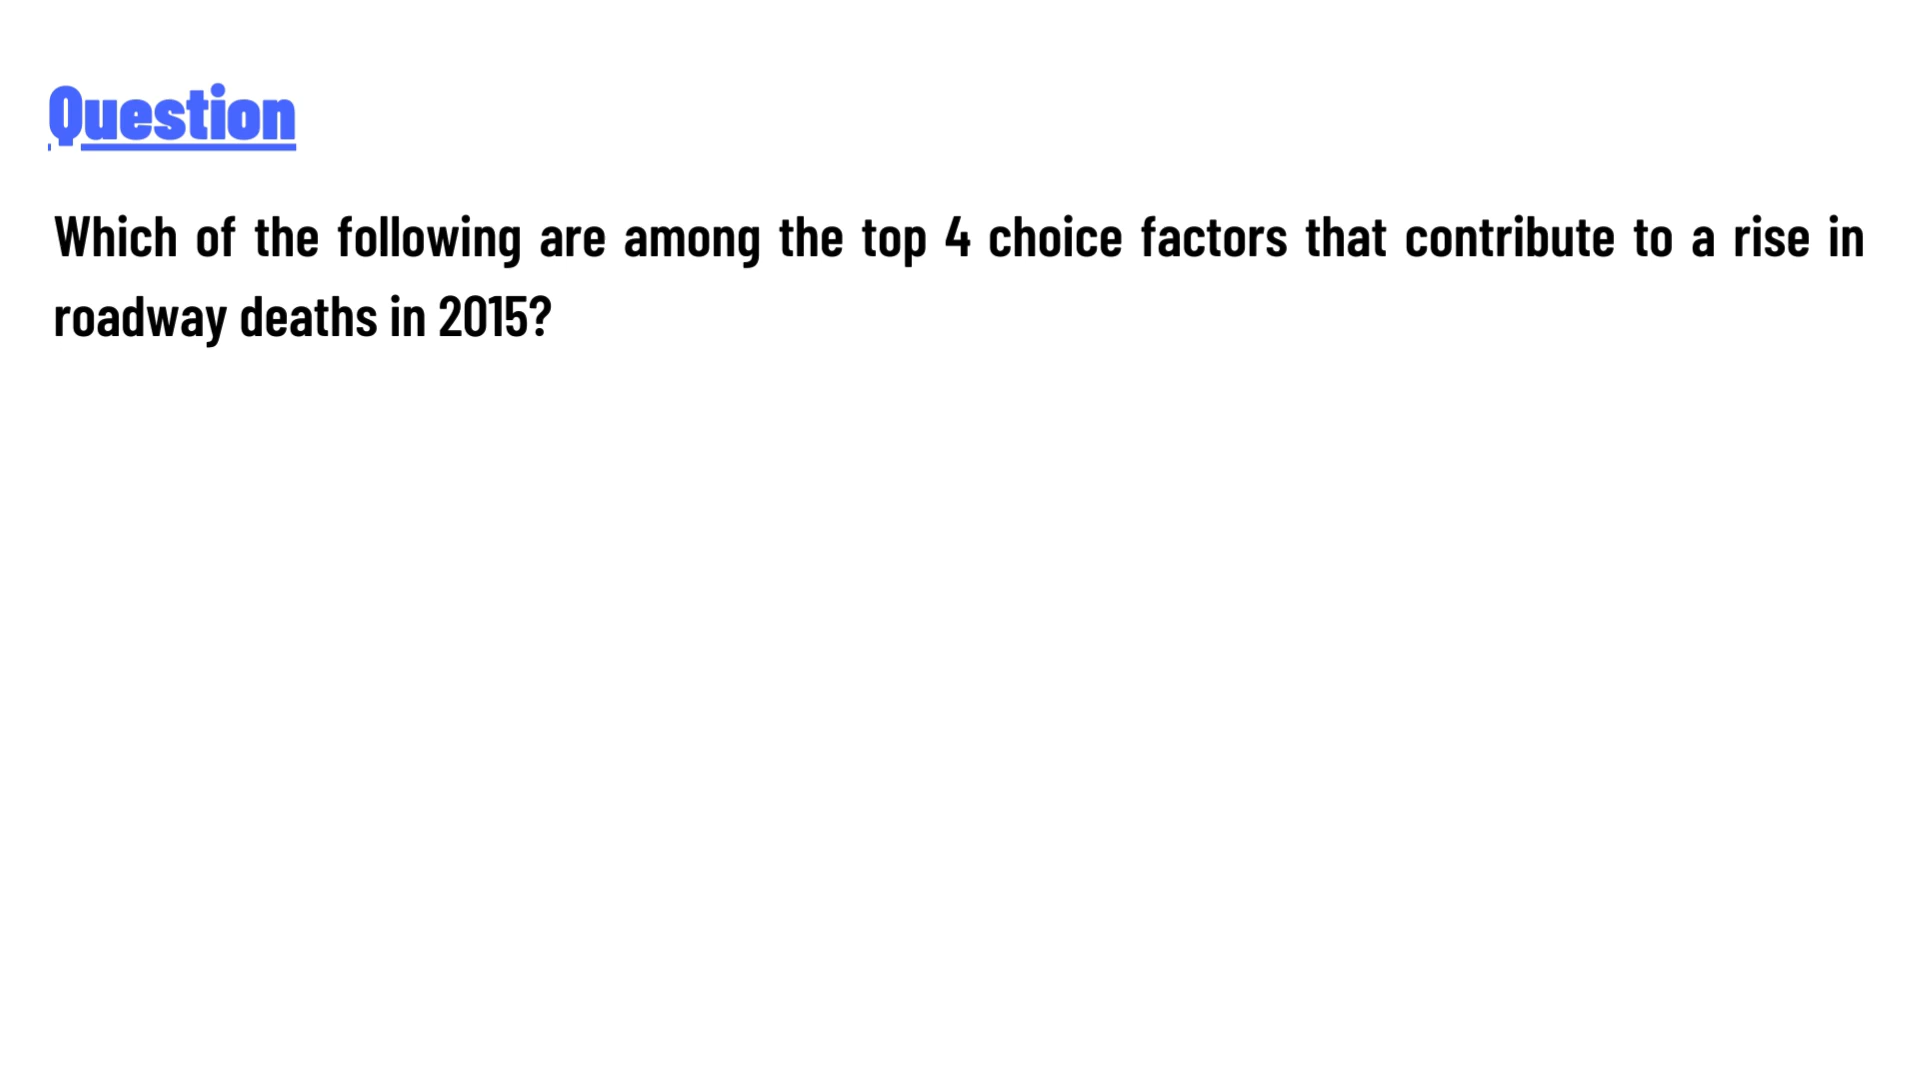 Question
Which of the following are among the top 4 choice factors that contribute to a rise in
roadway deaths in 2015?